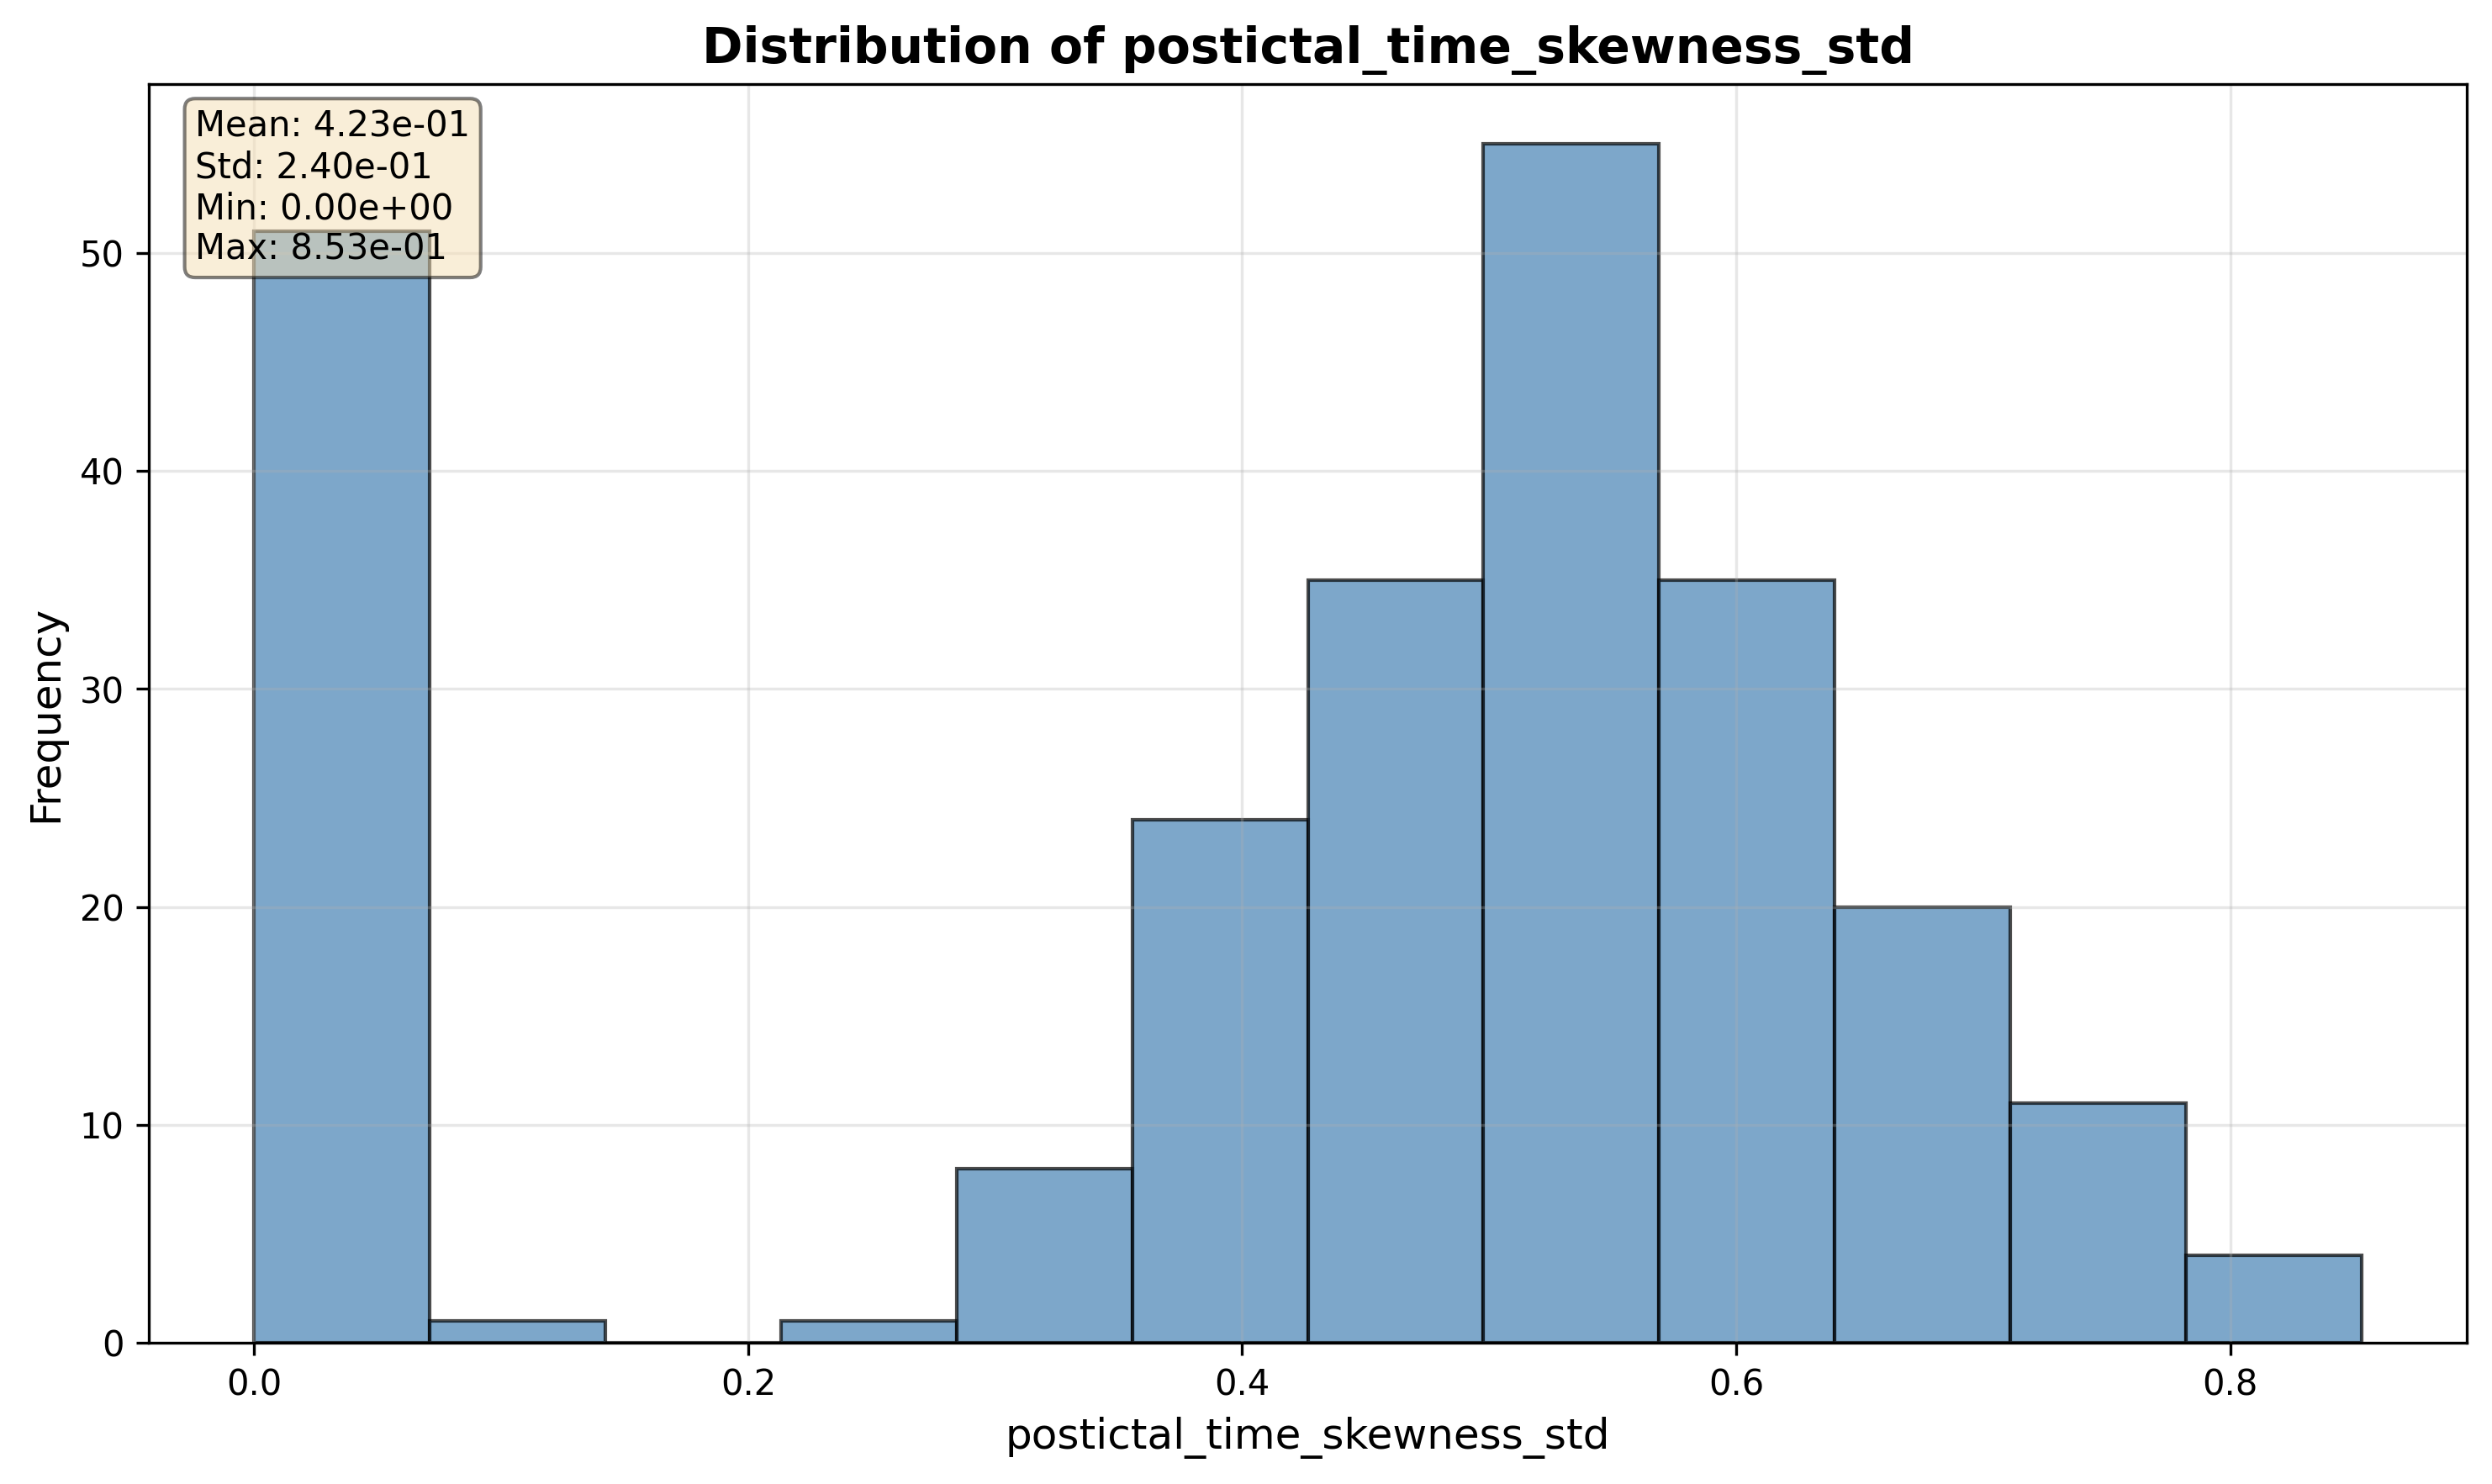 Distribution of postictal_time_skewness_std
Mean: 4.23e-01
Std: 2.40e-01
Min: 0.00e+00
Max: 8.53e-01
50
40
30
20
10
0
Frequency
0.0 0.2 0.4 0.6 0.8
postictal_time_skewness_std